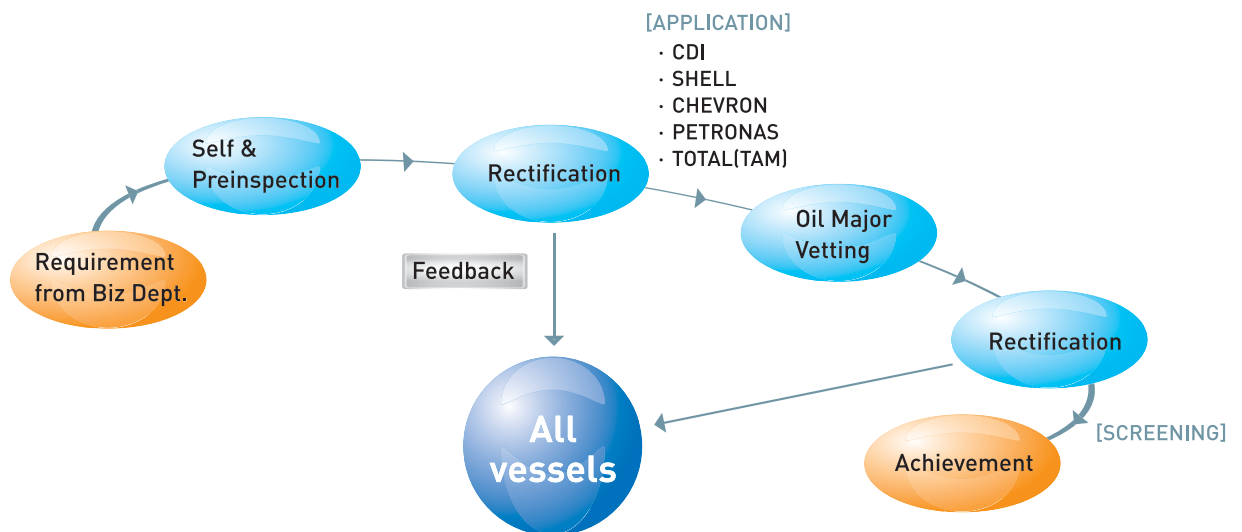 [APPLICATION]
· CDI
· SHELL
· CHEVRON
· PETRONAS
· TOTAL(TAM)
Self &
Preinspection
Rectification
Oil Major
Vetting
Requirement
from Biz Dept.
Feedback
Rectification
All
vessels
[SCREENING]
Achievement